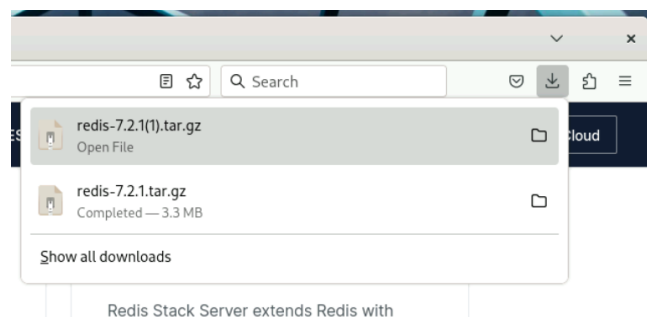 Search
ES
Cloud
redis-7.2.1(1).tar.gz
Open File
redis-7.2.1.tar.gz
Completed — 3.3 MB
Show all downloads
Redis Stack Server extends Redis with